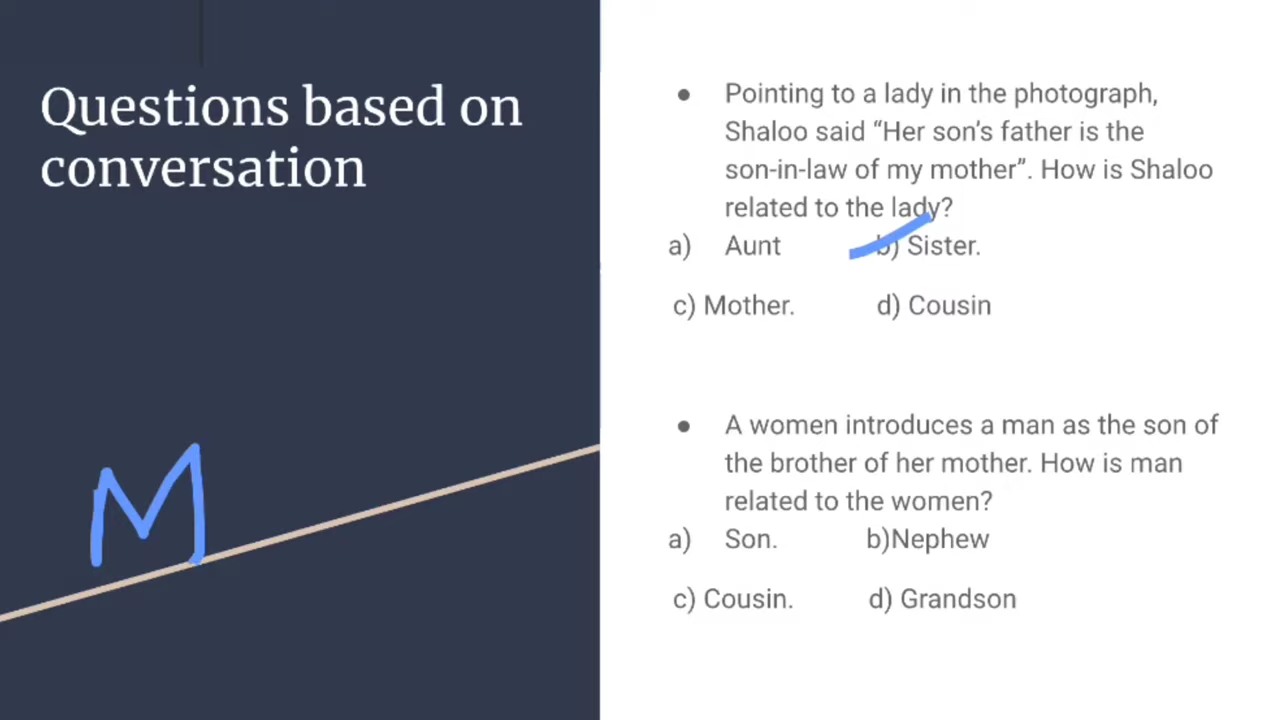 Questions based on
conversation
M
● Pointing to a lady in the photograph,
Shaloo said “Her son’s father is the
son-in-law of my mother”. How is Shaloo
related to the lady?
a) Aunt b) Sister.
c) Mother. d) Cousin
● A women introduces a man as the son of
the brother of her mother. How is man
related to the women?
a) Son. b)Nephew
c) Cousin. d) Grandson